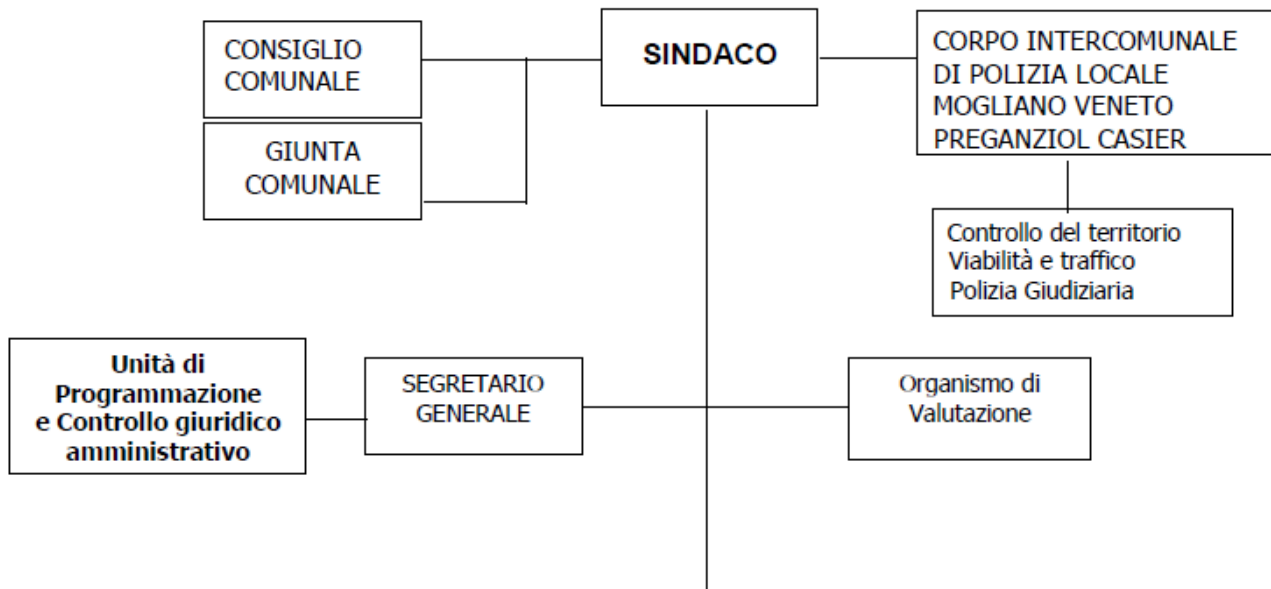 CONSIGLIO
COMUNALE
GIUNTA
COMUNALE
SINDACO
CORPO INTERCOMUNALE
DI POLIZIA LOCALE
MOGLIANO VENETO
PREGANZIOL CASIER
Controllo del territorio
Viabilità e traffico
Polizia Giudiziaria
Unità di
Programmazione
e Controllo giuridico
amministrativo
SEGRETARIO
GENERALE
Organismo di
Valutazione